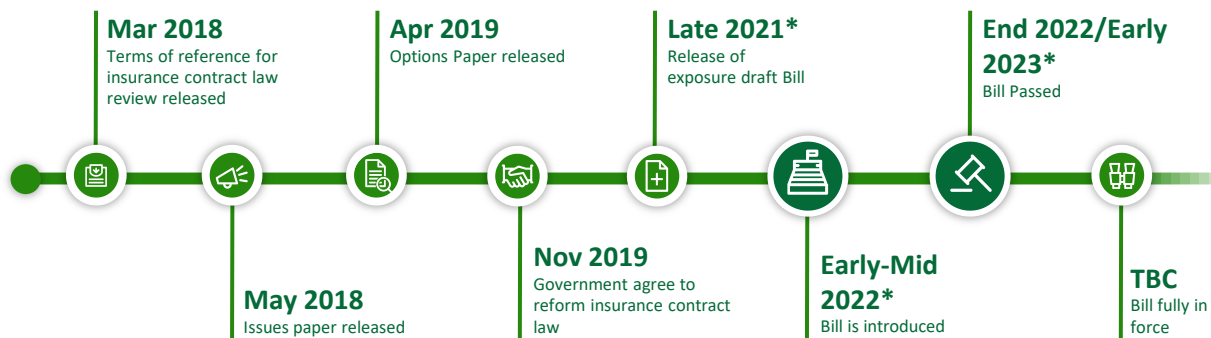 Mar 2018
Terms of reference for
insurance contract law
review released
May 2018
Issues paper released
Apr 2019
Options Paper released
Nov 2019
Government agree to
reform insurance contract
law
Late 2021*
Release of
exposure draft Bill
Early-Mid
2022*
Bill is introduced
End 2022/Early
2023*
Bill Passed
TBC
Bill fully in
force